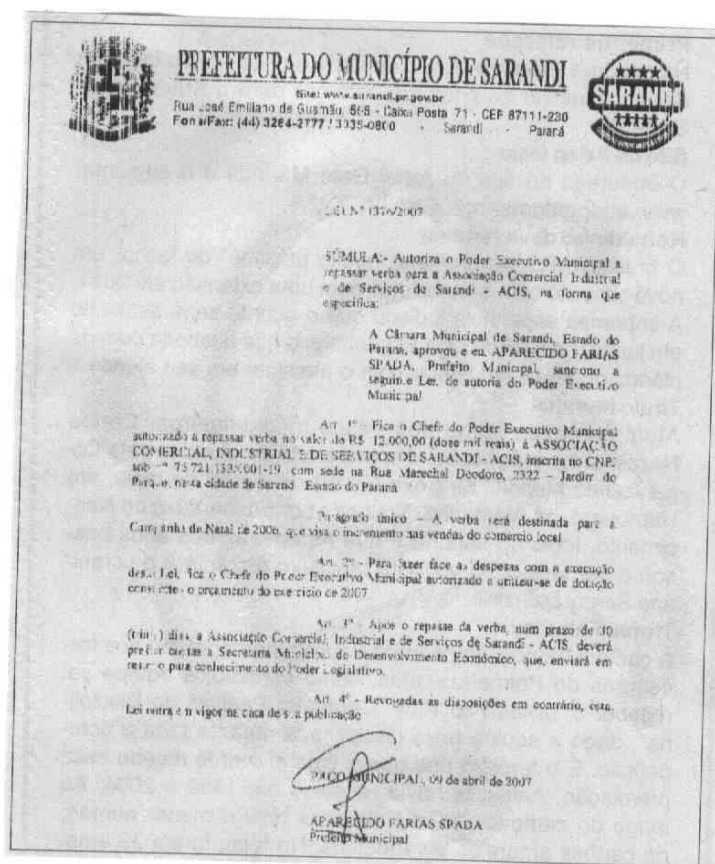 PREFEITURA DO MUNICÍPIO DE SARANDI
Site: www.sarandi.pr.gov.br
Rua José Emiliano de Gusmão, 565 - Caixa Posta 71 - CEP 87111-230
Fone/Fax: (44) 3264-2777 / 3035-0800 - Sarandi - Paraná
SARANDI
LEI Nº 1376/2007
SÚMULA:- Autoriza o Poder Executivo Municipal a
repassar verba para a Associação Comercial Industrial
e de Serviços de Sarandi - ACIS, na forma que
especifica:
A Câmara Municipal de Sarandi, Estado do
Paraná, aprovou e eu, APARECIDO FARIAS
SPADA, Prefeito Municipal, sanciono a
seguinte Lei, de autoria do Poder Executivo
Municipal
Art. 1º - Fica o Chefe do Poder Executivo Municipal
autorizado a repassar verba no valor de R$ 12.000,00 (doze mil reais) à ASSOCIAÇÃO
COMERCIAL, INDUSTRIAL E DE SERVIÇOS DE SARANDI - ACIS, inscrita no CNPJ
sob com sede na Rua Marechal Deodoro, 2322 - Jardim do
Parque, nesta cidade de Sarandi Estado do Paraná
Parágrafo único - A verba será destinada para a
Campanha de Natal de 2006, que visa o incremento nas vendas do comercio local
Art. 2º - Para fazer face as despesas com a execução
desta Lei, fica o Chefe do Poder Executivo Municipal autorizado a utilizar-se de dotação
constante o orçamento do exercicio de 2007
Art. 3º - Após o repasse da verba, num prazo de 30
(trinta) dias, a Associação Comercial, Industrial e de Serviços de Sarandi - ACIS, deverá
prestar contas a Secretaria Municipal de Desenvolvimento Econômico, que, enviará em
retorno para conhecimento do Poder Legislativo.
Art. 4º - Revogadas as disposições em contrário, esta
Lei entra em vigor na data de sua publicação
PAÇO MUNICIPAL, 09 de abril de 2007
APARECIDO FARIAS SPADA
Prefeito Municipal